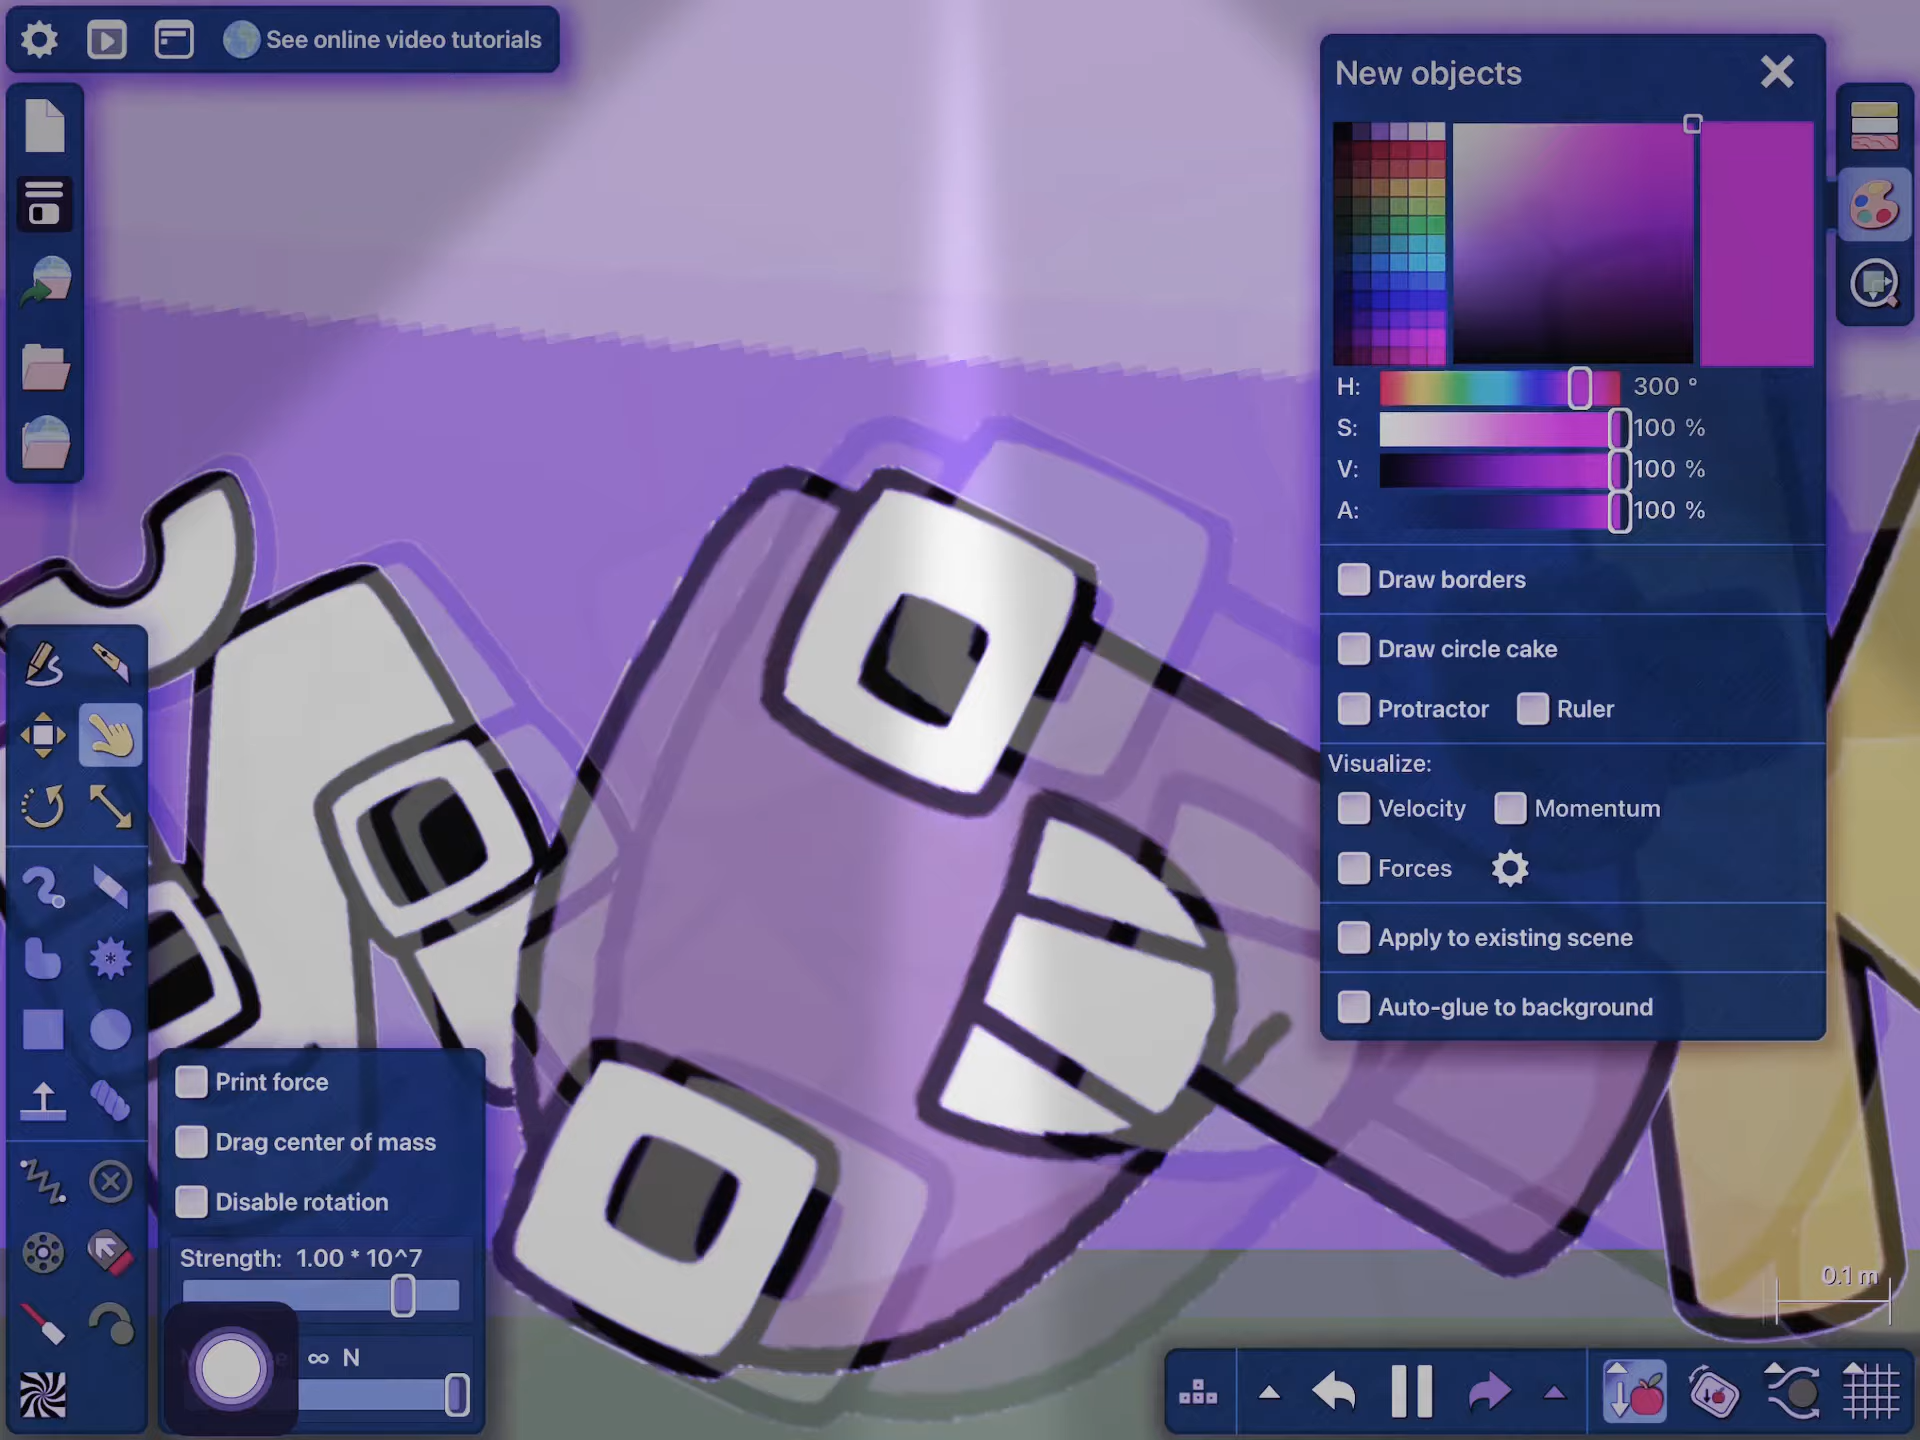 See online video tutorials
New objects
H: 300 °
S: 100 %
V: 100 %
A: 100 %
Draw borders
Draw circle cake
Protractor Ruler
Visualize:
Velocity Momentum
Forces
Apply to existing scene
Auto-glue to background
Print force
Drag center of mass
Disable rotation
Strength: 1.00 * 10^7
∞ N
0.1 m